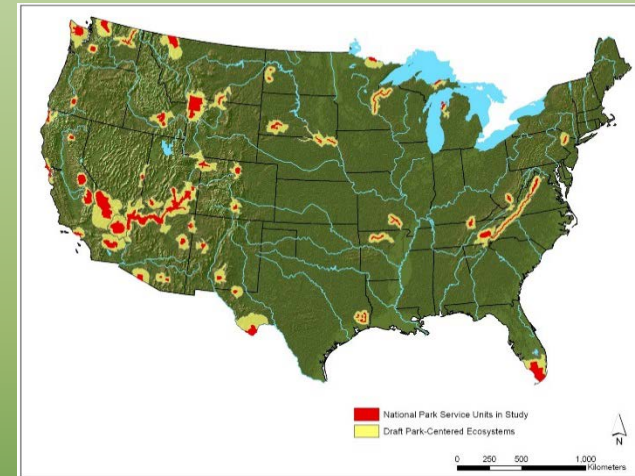 National Park Service Units in Study
Draft Park-Centered Ecosystems
N
0 250 500 1,000
Kilometers